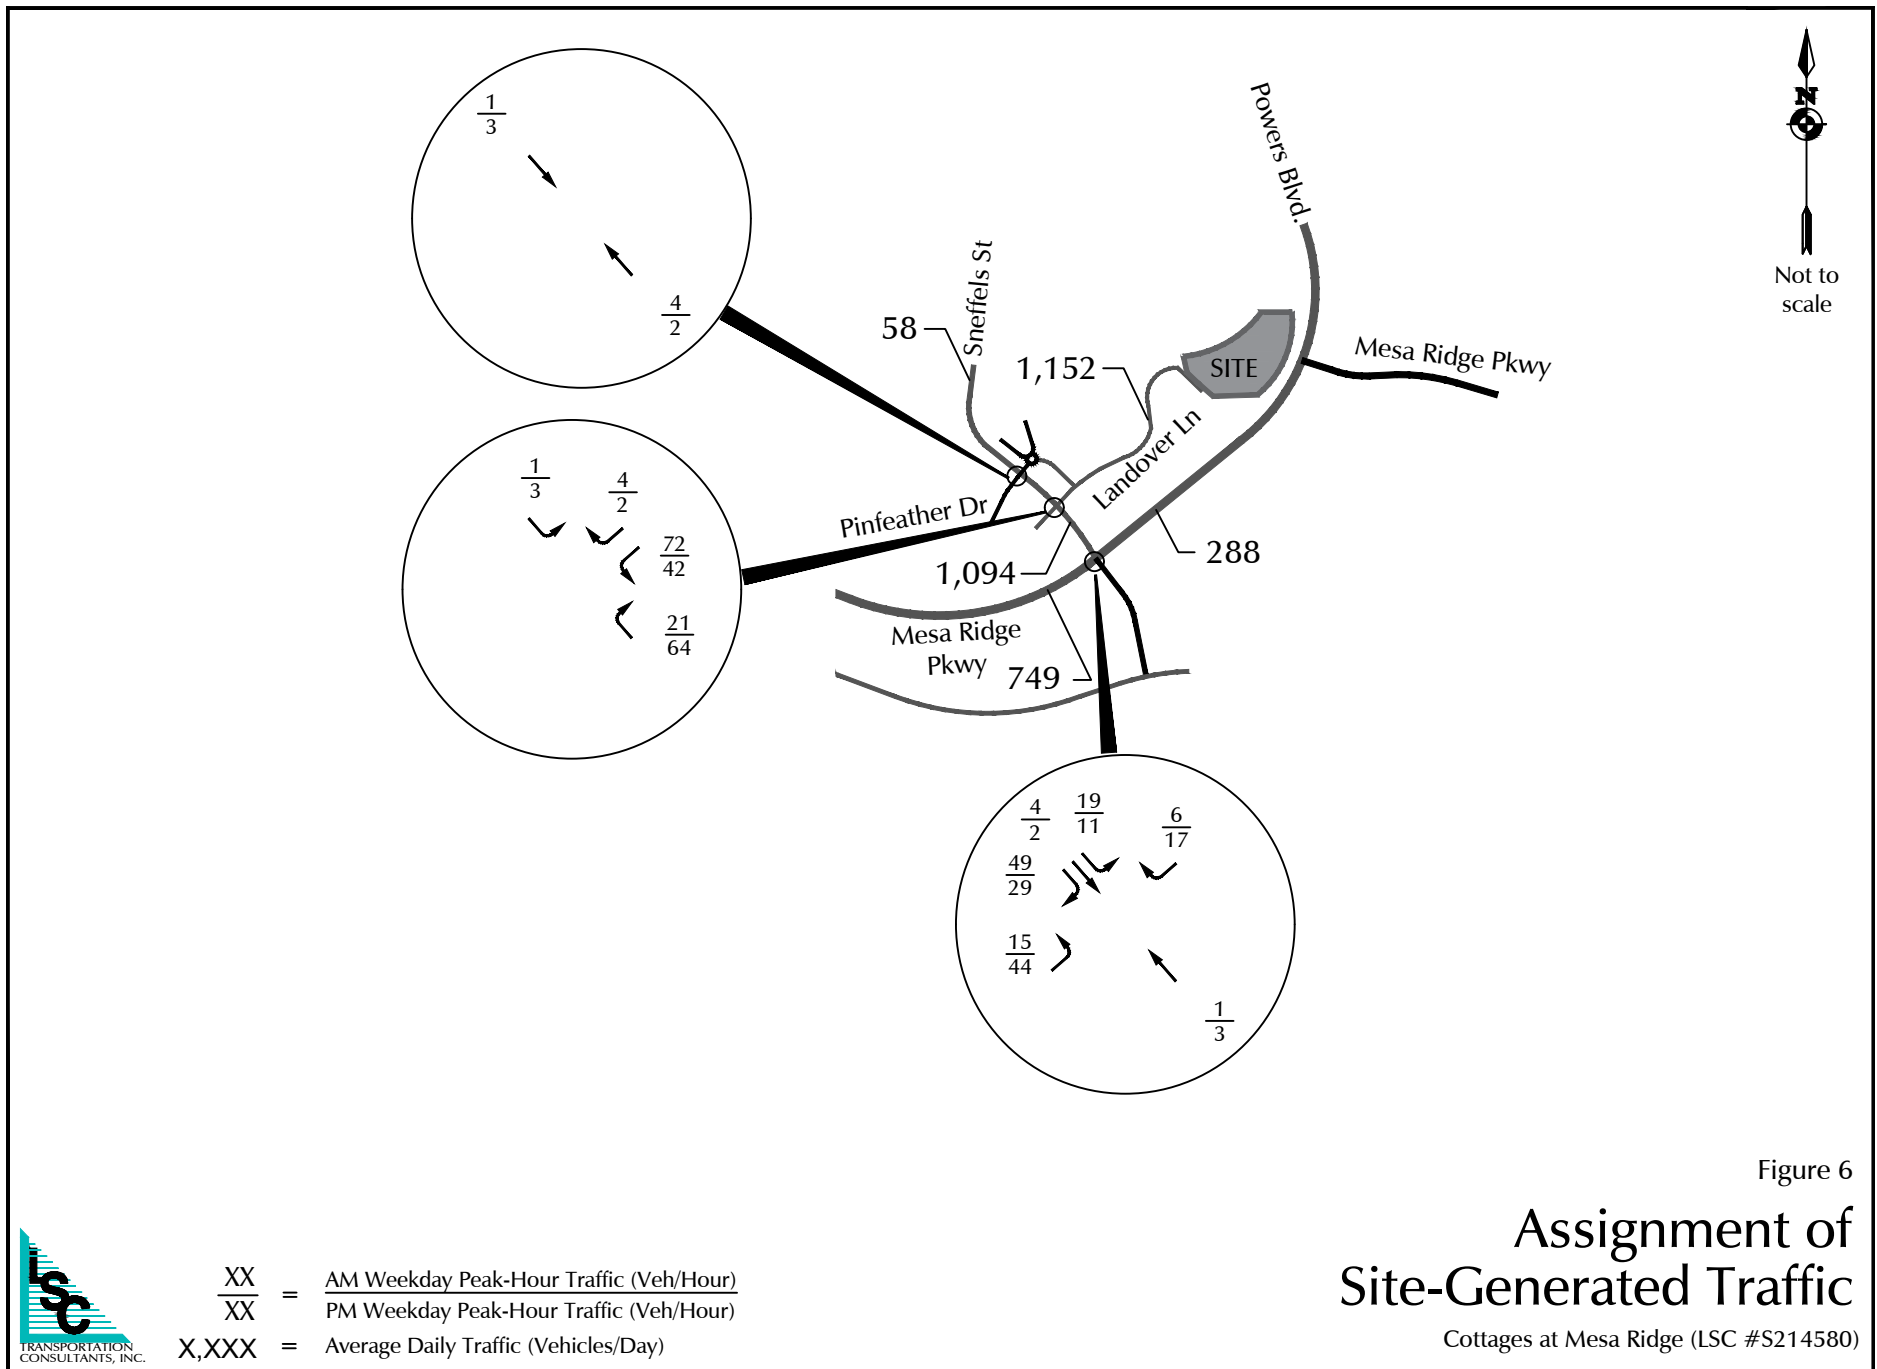 1
3
4
2
Powers Blvd.
N
Not to
scale
Sneffels St
58
1,152
SITE
Mesa Ridge Pkwy
Landover Ln
Pinfeather Dr
1
3
4
2
72
42
21
64
1,094
288
Mesa Ridge
Pkwy
749
4
2
19
11
6
17
49
29
15
44
1
3
Figure 6
Assignment of
Site-Generated Traffic
Cottages at Mesa Ridge (LSC #S214580)
LSC
TRANSPORTATION
CONSULTANTS, INC.
XX
XX
=
AM Weekday Peak-Hour Traffic (Veh/Hour)
PM Weekday Peak-Hour Traffic (Veh/Hour)
X,XXX = Average Daily Traffic (Vehicles/Day)